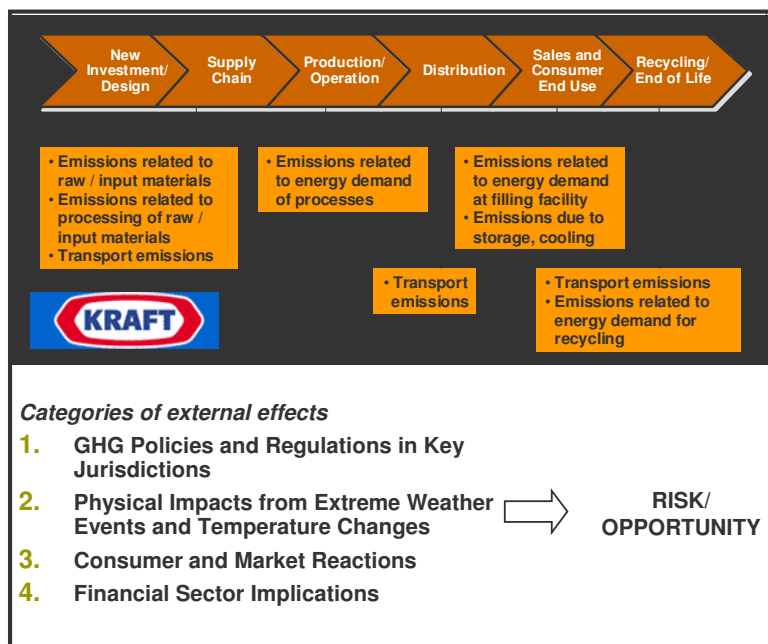 New
Investment/
Design
Supply
Chain
Production/
Operation
Distribution
Sales and
Consumer
End Use
Recycling/
End of Life
• Emissions related to
raw / input materials
• Emissions related to
processing of raw /
input materials
• Transport emissions
• Emissions related
to energy demand
of processes
• Emissions related
to energy demand
at filling facility
• Emissions due to
storage, cooling
• Transport
emissions
• Transport emissions
• Emissions related to
energy demand for
recycling
KRAFT
Categories of external effects
1. GHG Policies and Regulations in Key
Jurisdictions
2. Physical Impacts from Extreme Weather
Events and Temperature Changes
3. Consumer and Market Reactions
4. Financial Sector Implications
RISK/
OPPORTUNITY